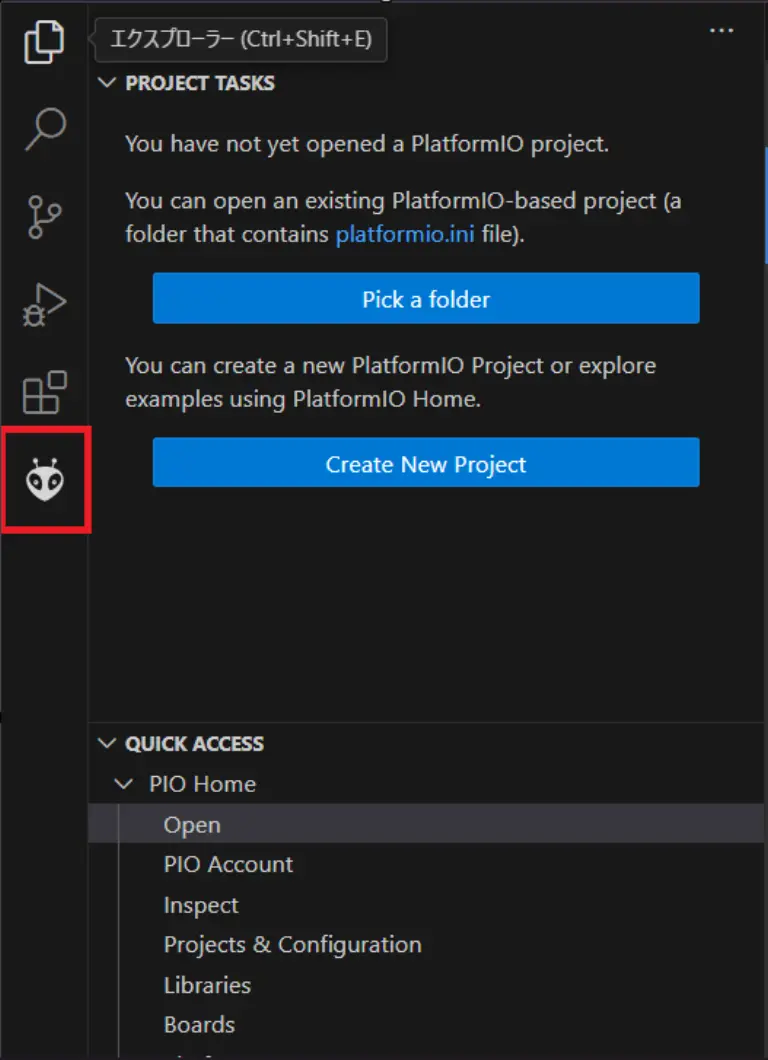 エクスプローラー (Ctrl+Shift+E)
PROJECT TASKS
You have not yet opened a PlatformIO project.
You can open an existing PlatformIO-based project (a
folder that contains platformio.ini file).
Pick a folder
You can create a new PlatformIO Project or explore
examples using PlatformIO Home.
Create New Project
QUICK ACCESS
PIO Home
Open
PIO Account
Inspect
Projects & Configuration
Libraries
Boards